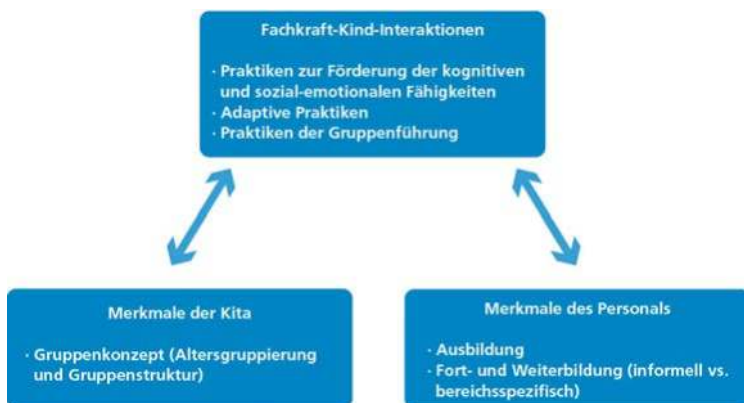 Fachkraft-Kind-Interaktionen
· Praktiken zur Förderung der kognitiven
und sozial-emotionalen Fähigkeiten
· Adaptive Praktiken
· Praktiken der Gruppenführung
Merkmale der Kita
· Gruppenkonzept (Altersgruppierung
und Gruppenstruktur)
Merkmale des Personals
· Ausbildung
· Fort- und Weiterbildung (informell vs.
bereichsspezifisch)